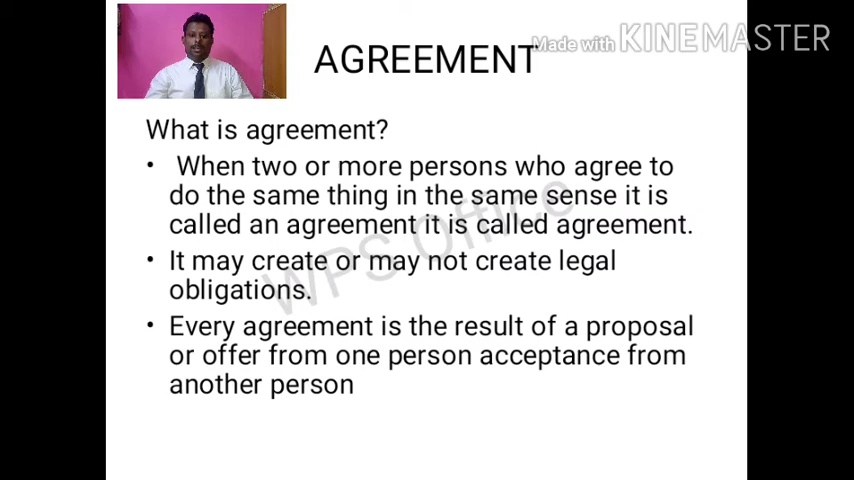 Made with KINEMASTER
AGREEMENT
What is agreement?
• When two or more persons who agree to
do the same thing in the same sense it is
called an agreement it is called agreement.
• It may create or may not create legal
obligations.
• Every agreement is the result of a proposal
or offer from one person acceptance from
another person
WPS Office